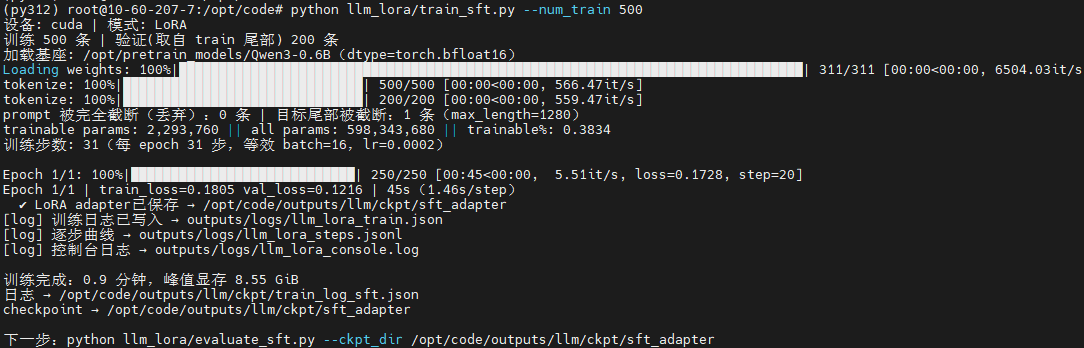 (py312) root@10-60-207-7:/opt/code# python llm_lora/train_sft.py --num_train 500
设备: cuda | 模式: LoRA
训练 500 条 | 验证(取自 train 尾部) 200 条
加载基座: /opt/pretrain_models/Qwen3-0.6B (dtype=torch.bfloat16)
Loading weights: 100%| | 311/311 [00:00<00:00, 6504.03it/s
tokenize: 100%| | 500/500 [00:00<00:00, 566.47it/s]
tokenize: 100%| | 200/200 [00:00<00:00, 559.47it/s]
prompt 被完全截断（丢弃）: 0 条 | 目标尾部被截断: 1 条 (max_length=1280)
trainable params: 2,293,760 || all params: 598,343,680 || trainable%: 0.3834
训练步数: 31（每 epoch 31 步，等效 batch=16，lr=0.0002）
Epoch 1/1: 100%| | 250/250 [00:45<00:00, 5.51it/s, loss=0.1728, step=20]
Epoch 1/1 | train_loss=0.1805 val_loss=0.1216 | 45s (1.46s/step)
✔ LoRA adapter已保存 → /opt/code/outputs/llm/ckpt/sft_adapter
[log] 训练日志已写入 → outputs/logs/llm_lora_train.json
[log] 逐步曲线 → outputs/logs/llm_lora_steps.jsonl
[log] 控制台日志 → outputs/logs/llm_lora_console.log
训练完成: 0.9 分钟，峰值显存 8.55 GiB
日志 → /opt/code/outputs/llm/ckpt/train_log_sft.json
checkpoint → /opt/code/outputs/llm/ckpt/sft_adapter
下一步: python llm_lora/evaluate_sft.py --ckpt_dir /opt/code/outputs/llm/ckpt/sft_adapter